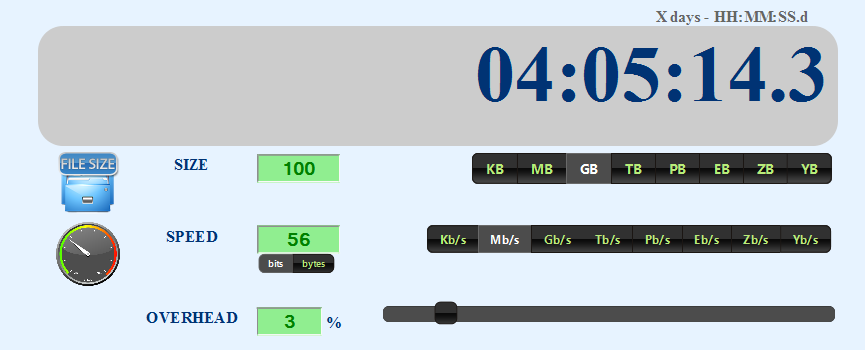 X days - HH:MM:SS.d
04:05:14.3
FILE SIZE SIZE 100 KB MB GB TB PB EB ZB YB
SPEED 56 Kb/s Mb/s Gb/s Tb/s Pb/s Eb/s Zb/s Yb/s
bits bytes
OVERHEAD 3 %